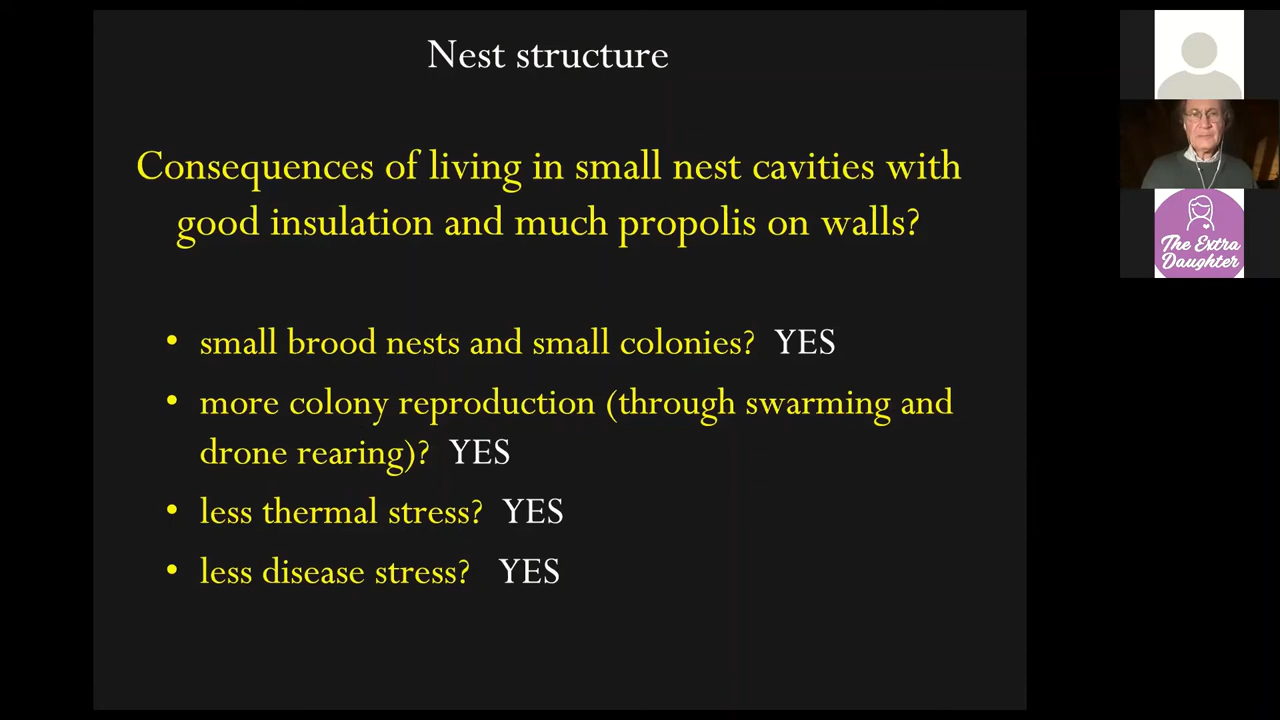 Nest structure
Consequences of living in small nest cavities with
good insulation and much propolis on walls?
• small brood nests and small colonies? YES
• more colony reproduction (through swarming and
drone rearing)? YES
• less thermal stress? YES
• less disease stress? YES
The Extra
Daughter